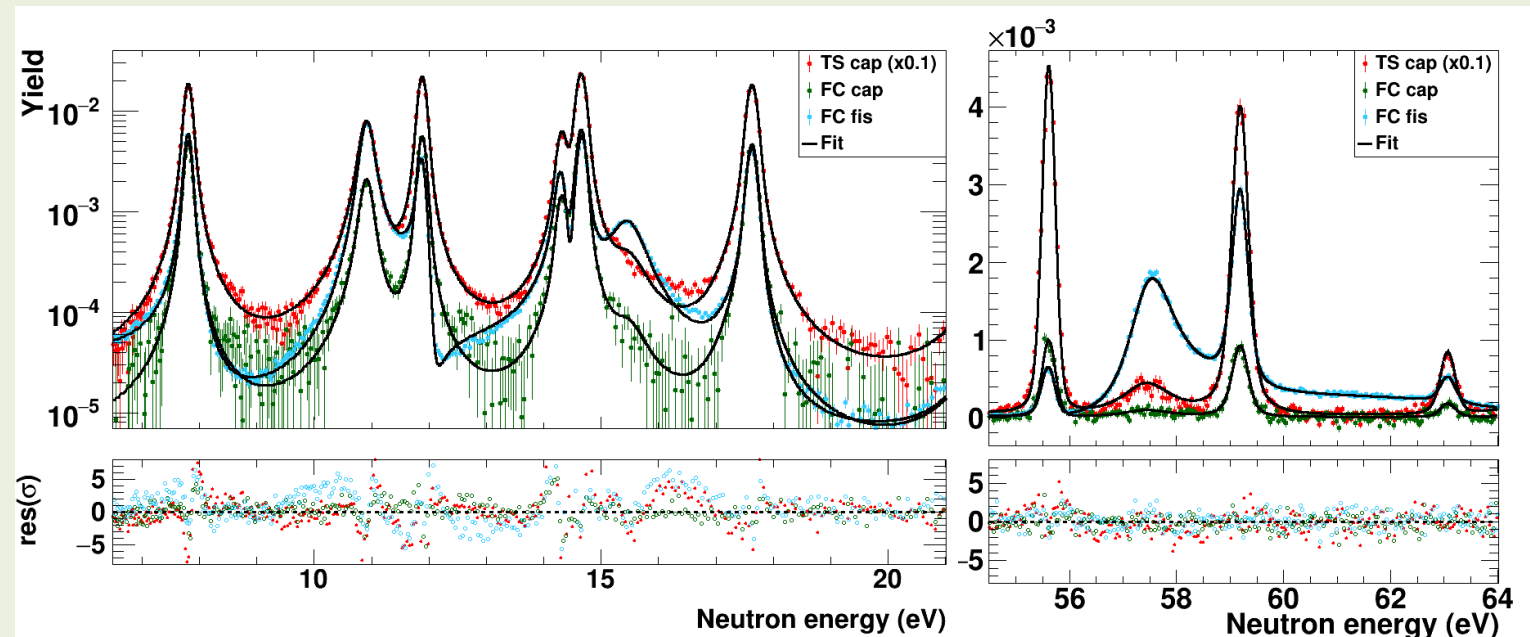 Yield
10⁻²
10⁻³
10⁻⁴
10⁻⁵
TS cap (x0.1)
FC cap
FC fis
Fit
res(σ)
5
0
−5
10
15
20
Neutron energy (eV)
×10⁻³
4
3
2
1
0
TS cap (x0.1)
FC cap
FC fis
Fit
5
0
−5
56
58
60
62
64
Neutron energy (eV)